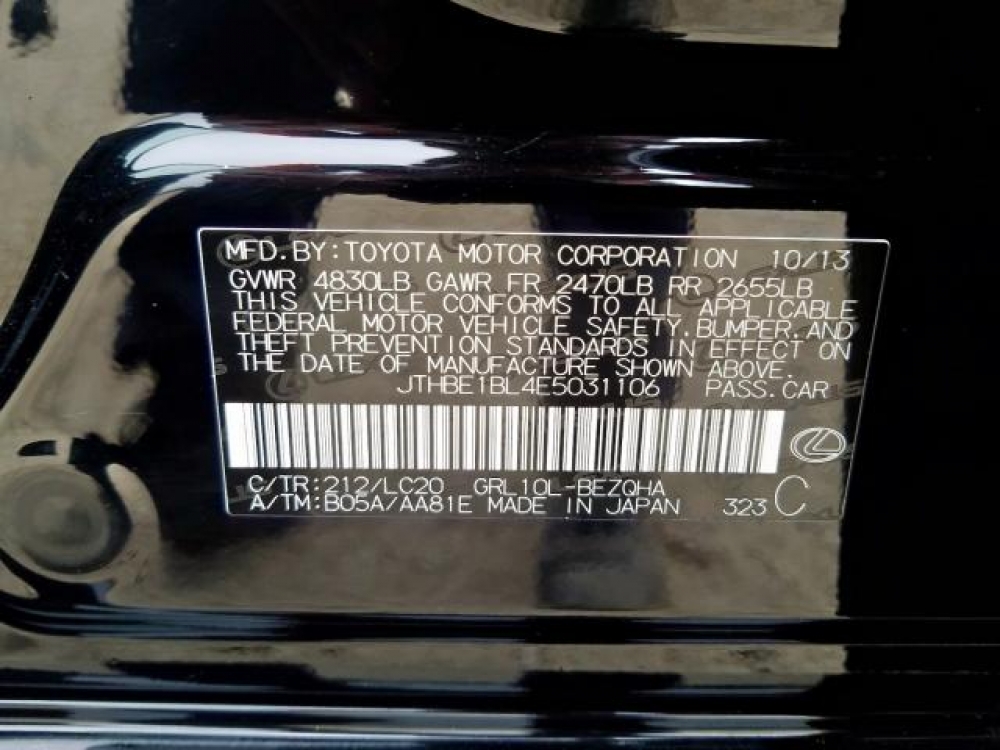 MFD.BY:TOYOTA MOTOR CORPORATION 10/13
GVWR 4830LB GAWR FR 2470LB RR 2655LB
THIS VEHICLE CONFORMS TO ALL APPLICABLE
FEDERAL MOTOR VEHICLE SAFETY,BUMPER,AND
THEFT PREVENTION STANDARDS IN EFFECT ON
THE DATE OF MANUFACTURE SHOWN ABOVE.
JTHBE1BL4E5031106 PASS.CAR
C/TR:212/LC20 GRL10L-BEZQHA
A/TM:B05A/AA81E MADE IN JAPAN 323 C